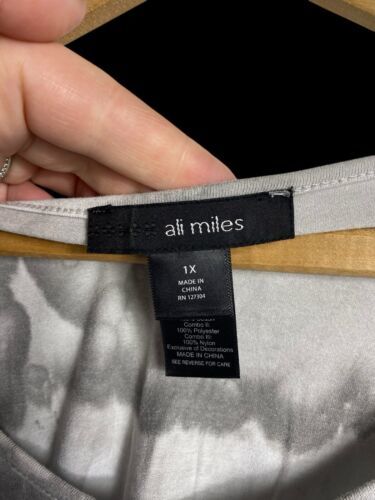 ali miles
1X
MADE IN
CHINA
RN 127304
Combo II:
100% Polyester
Combo III:
100% Nylon
Exclusive of Decorations
MADE IN CHINA
SEE REVERSE FOR CARE